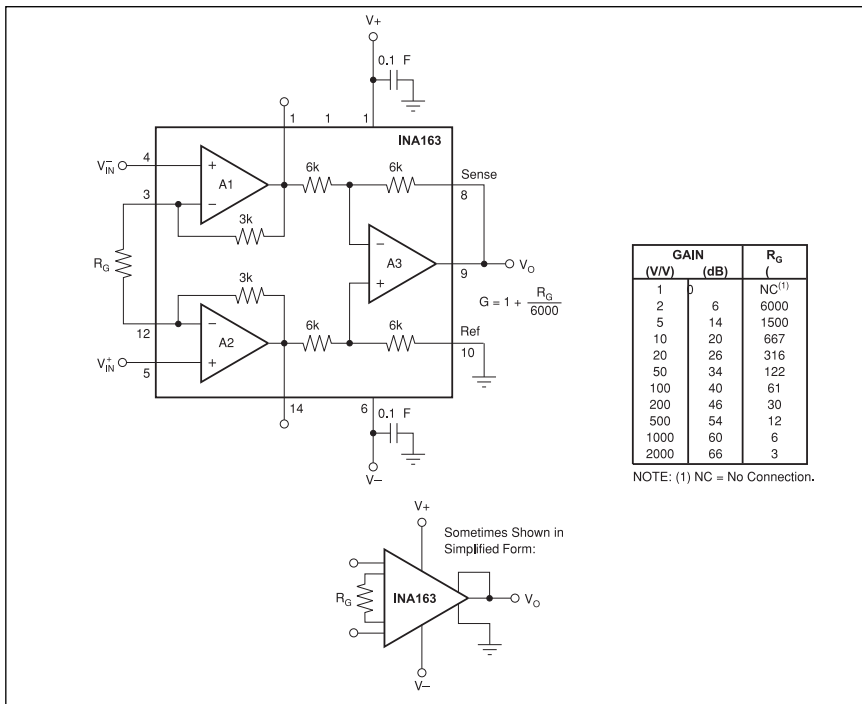 V+
0.1 F
1 1 1
INA163
V–IN 4
A1
+
–
3
3k
6k 6k
Sense
8
RG
A3
–
+
9
VO
G = 1 + RG
6000
3k
12
–
A2
+
V+IN 5
6k 6k
Ref
10
14
6
0.1 F
V–
GAIN RG
(V/V) (dB) (
1 0 NC(1)
2 6 6000
5 14 1500
10 20 667
20 26 316
50 34 122
100 40 61
200 46 30
500 54 12
1000 60 6
2000 66 3
NOTE: (1) NC = No Connection.
V+
Sometimes Shown in
Simplified Form:
RG
INA163
VO
V–